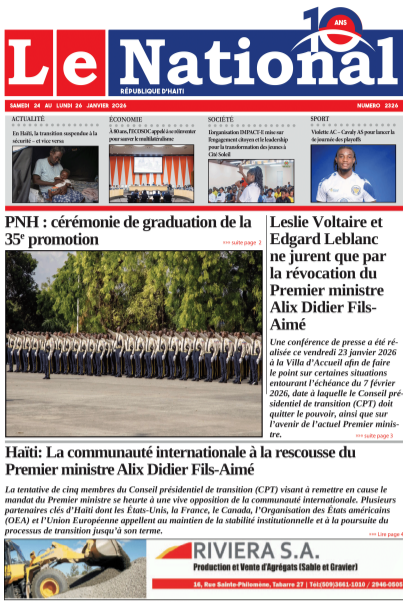 10 ANS
Le National
RÉPUBLIQUE D'HAITI
SAMEDI 24 AU LUNDI 26 JANVIER 2026
NUMERO 2326
ACTUALITÉ
En Haïti, la transition suspendue à la
sécurité – et vice versa
ÉCONOMIE
À 80 ans, l'ECOSOC appelé à se réinventer
pour sauver le multilatéralisme
SOCIÉTÉ
L'organisation IMPACT-E mise sur
l'engagement citoyen et le leadership
pour la transformation des jeunes à
Cité Soleil
SPORT
Violette AC – Cavaly AS pour lancer la
4e journée des playoffs
PNH : cérémonie de graduation de la
35e promotion
»»» suite page 2
Leslie Voltaire et
Edgard Leblanc
ne jurent que par
la révocation du
Premier ministre
Alix Didier Fils-
Aimé
Une conférence de presse a été ré-
alisée ce vendredi 23 janvier 2026
à la Villa d'Accueil afin de faire
le point sur certaines situations
entourant l'échéance du 7 février
2026, date à laquelle le Conseil pré-
sidentiel de transition (CPT) doit
quitter le pouvoir, ainsi que sur
l'avenir de l'actuel Premier minis-
tre.
»»» suite page 3
Haïti: La communauté internationale à la rescousse du
Premier ministre Alix Didier Fils-Aimé
La tentative de cinq membres du Conseil présidentiel de transition (CPT) visant à remettre en cause le
mandat du Premier ministre se heurte à une vive opposition de la communauté internationale. Plusieurs
partenaires clés d'Haïti dont les États-Unis, la France, le Canada, l'Organisation des États américains
(OEA) et l'Union Européenne appellent au maintien de la stabilité institutionnelle et à la poursuite du
processus de transition jusqu'à son terme.
»»» Lire page 4
RIVIERA S.A.
Production et Vente d'Agrégats (Sable et Gravier)
16, Rue Sainte-Philomène, Tabarre 27 | Tel:(509)3661-1010 / 2946-0505